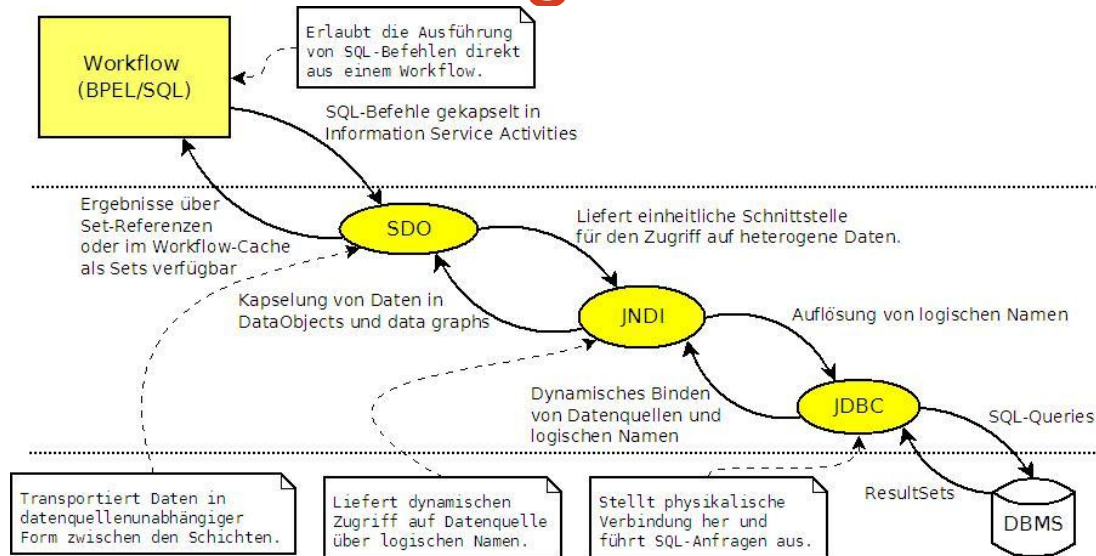 Erlaubt die Ausführung
von SQL-Befehlen direkt
aus einem Workflow.
Workflow
(BPEL/SQL)
SQL-Befehle gekapselt in
Information Service Activities
Ergebnisse über
Set-Referenzen
oder im Workflow-Cache
als Sets verfügbar
SDO
Liefert einheitliche Schnittstelle
für den Zugriff auf heterogene Daten.
Kapselung von Daten in
DataObjects und data graphs
JNDI
Auflösung von logischen Namen
Dynamisches Binden
von Datenquellen und
logischen Namen
JDBC
SQL-Queries
ResultSets
DBMS
Transportiert Daten in
datenquellenunabhängiger
Form zwischen den Schichten.
Liefert dynamischen
Zugriff auf Datenquelle
über logischen Namen.
Stellt physikalische
Verbindung her und
führt SQL-Anfragen aus.